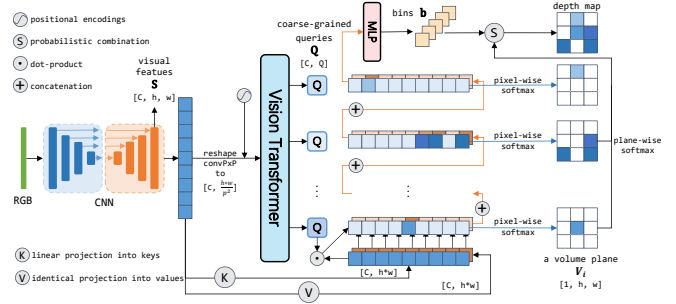 positional encodings
S probabilistic combination
dot-product
+ concatenation
visual
featues
S
[C, h, w]
RGB
CNN
reshape
convPxP
to
[C, h*w/p²]
Vision Transformer
coarse-grained
queries
Q
[C, Q]
Q
Q
Q
MLP
bins b
S
depth map
pixel-wise
softmax
pixel-wise
softmax
plane-wise
softmax
pixel-wise
softmax
+
+
+
[C, h*w]
[C, h*w]
a volume plane
Vi
[1, h, w]
K linear projection into keys
V identical projection into values
K
V